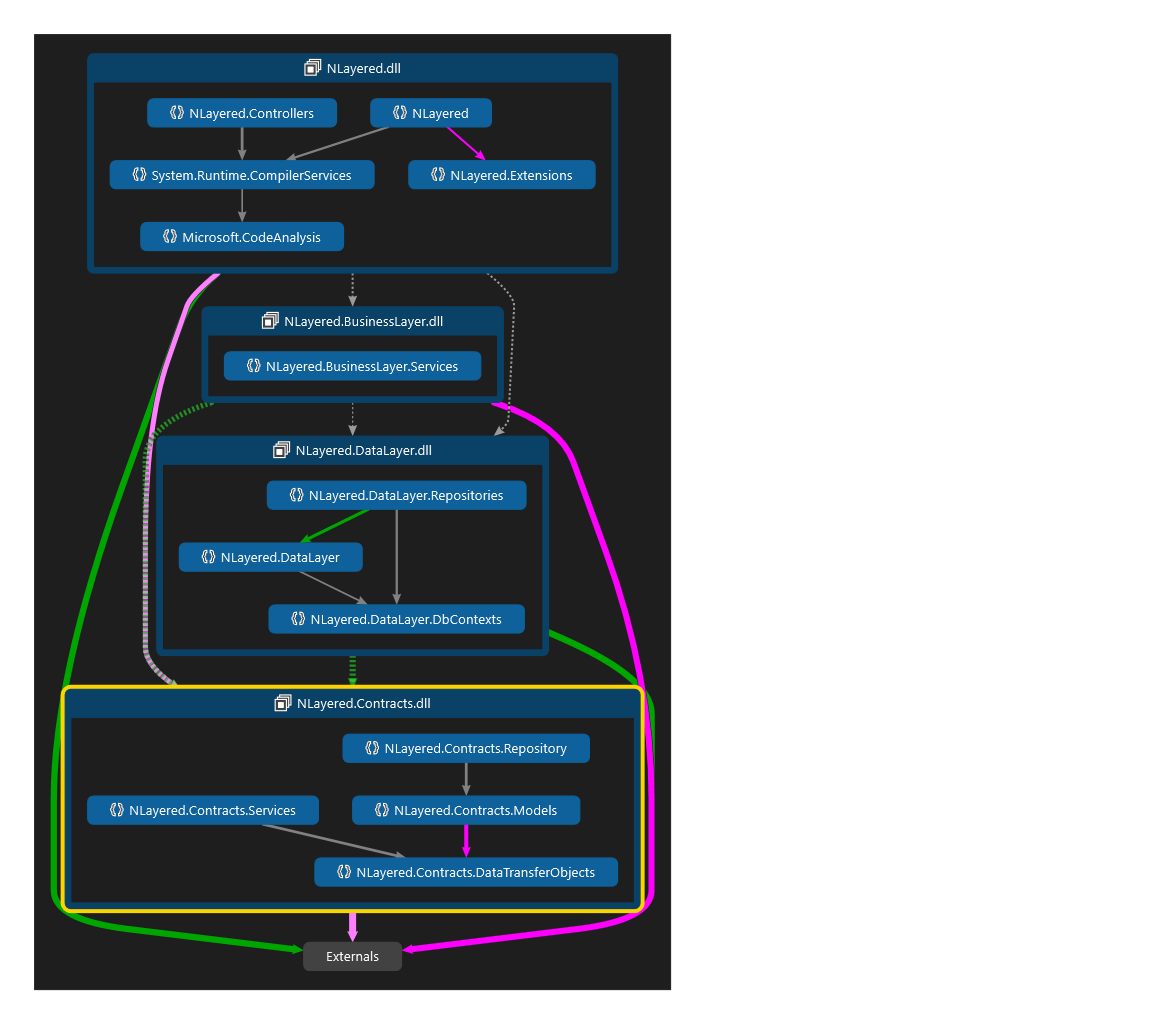 NLayered.dll
NLayered.Controllers
NLayered
System.Runtime.CompilerServices
NLayered.Extensions
Microsoft.CodeAnalysis
NLayered.BusinessLayer.dll
NLayered.BusinessLayer.Services
NLayered.DataLayer.dll
NLayered.DataLayer.Repositories
NLayered.DataLayer
NLayered.DataLayer.DbContexts
NLayered.Contracts.dll
NLayered.Contracts.Repository
NLayered.Contracts.Services
NLayered.Contracts.Models
NLayered.Contracts.DataTransferObjects
Externals